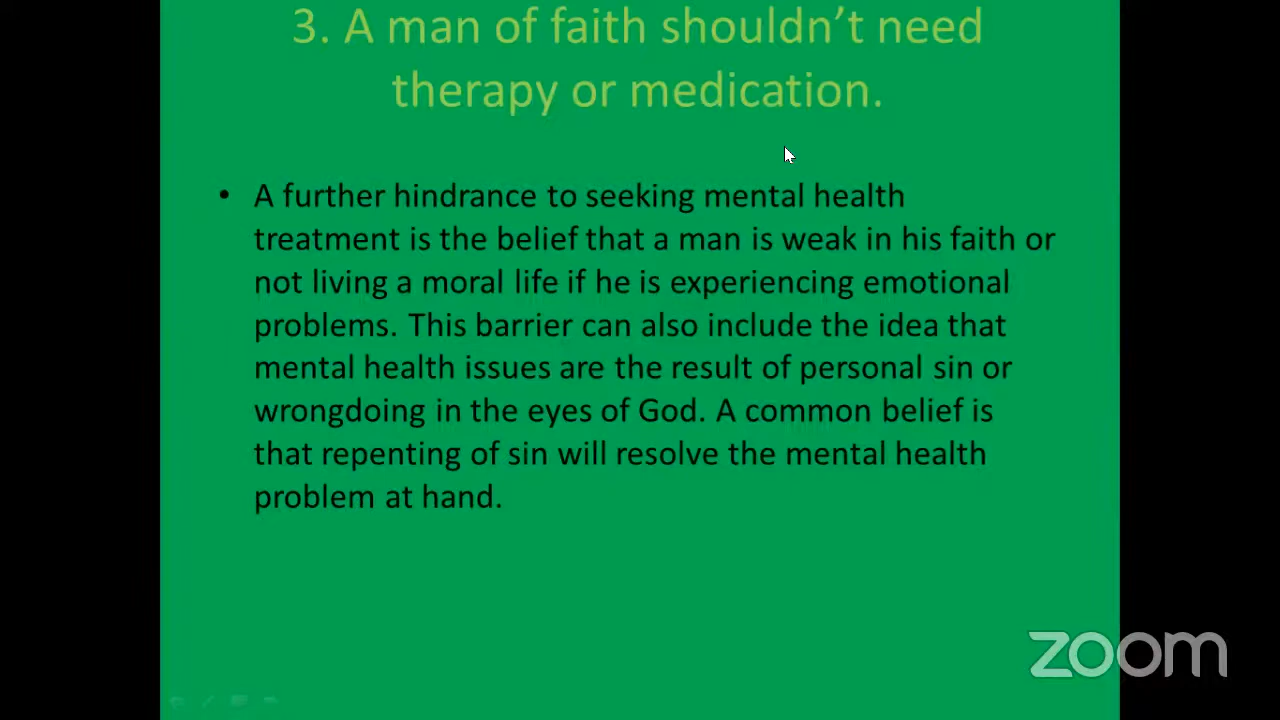 3. A man of faith shouldn’t need
therapy or medication.
• A further hindrance to seeking mental health
treatment is the belief that a man is weak in his faith or
not living a moral life if he is experiencing emotional
problems. This barrier can also include the idea that
mental health issues are the result of personal sin or
wrongdoing in the eyes of God. A common belief is
that repenting of sin will resolve the mental health
problem at hand.
zoom